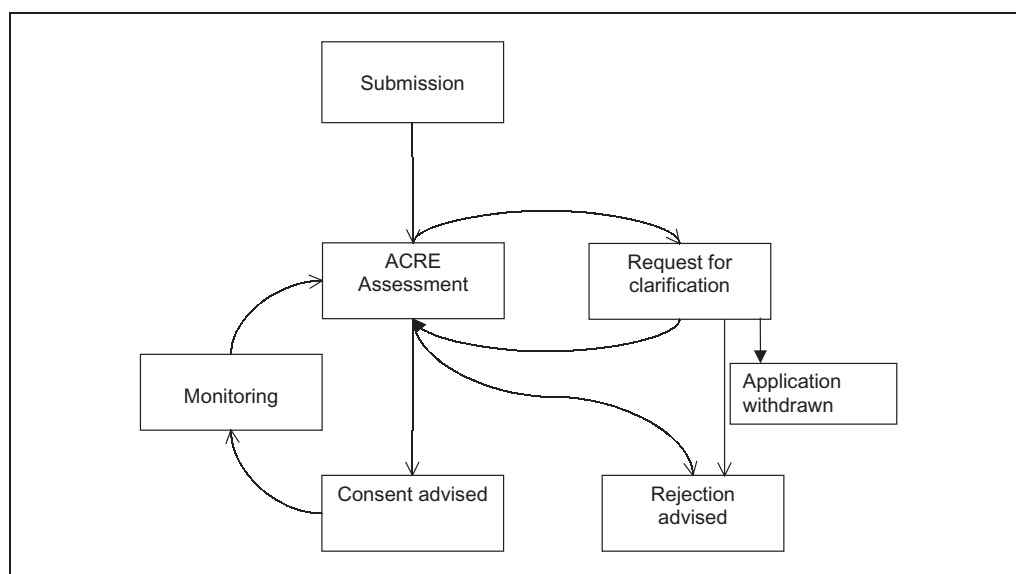 Submission
ACRE
Assessment
Request for
clarification
Monitoring
Application
withdrawn
Consent advised
Rejection
advised